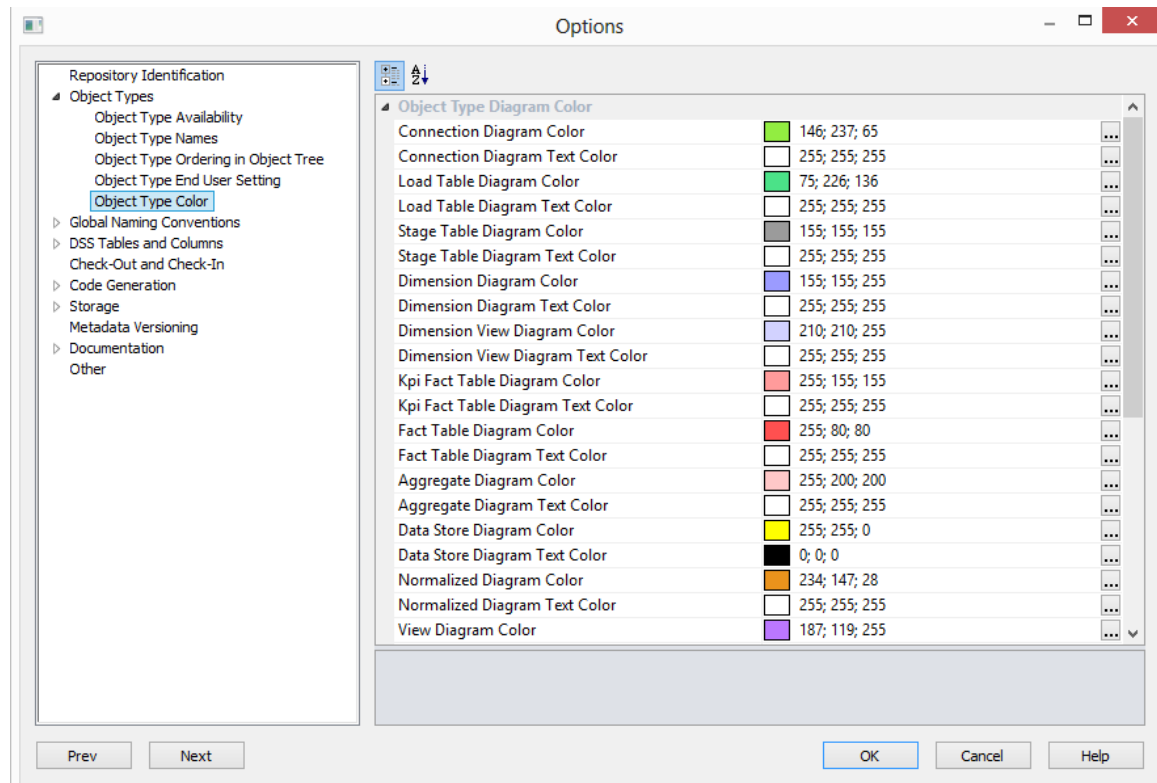 Options
Repository Identification
Object Types
Object Type Availability
Object Type Names
Object Type Ordering in Object Tree
Object Type End User Setting
Object Type Color
Global Naming Conventions
DSS Tables and Columns
Check-Out and Check-In
Code Generation
Storage
Metadata Versioning
Documentation
Other
A
Z
Object Type Diagram Color
Connection Diagram Color 146; 237; 65 ...
Connection Diagram Text Color 255; 255; 255 ...
Load Table Diagram Color 75; 226; 136 ...
Load Table Diagram Text Color 255; 255; 255 ...
Stage Table Diagram Color 155; 155; 155 ...
Stage Table Diagram Text Color 255; 255; 255 ...
Dimension Diagram Color 155; 155; 255 ...
Dimension Diagram Text Color 255; 255; 255 ...
Dimension View Diagram Color 210; 210; 255 ...
Dimension View Diagram Text Color 255; 255; 255 ...
Kpi Fact Table Diagram Color 255; 155; 155 ...
Kpi Fact Table Diagram Text Color 255; 255; 255 ...
Fact Table Diagram Color 255; 80; 80 ...
Fact Table Diagram Text Color 255; 255; 255 ...
Aggregate Diagram Color 255; 200; 200 ...
Aggregate Diagram Text Color 255; 255; 255 ...
Data Store Diagram Color 255; 255; 0 ...
Data Store Diagram Text Color 0; 0; 0 ...
Normalized Diagram Color 234; 147; 28 ...
Normalized Diagram Text Color 255; 255; 255 ...
View Diagram Color 187; 119; 255 ...
Prev Next OK Cancel Help